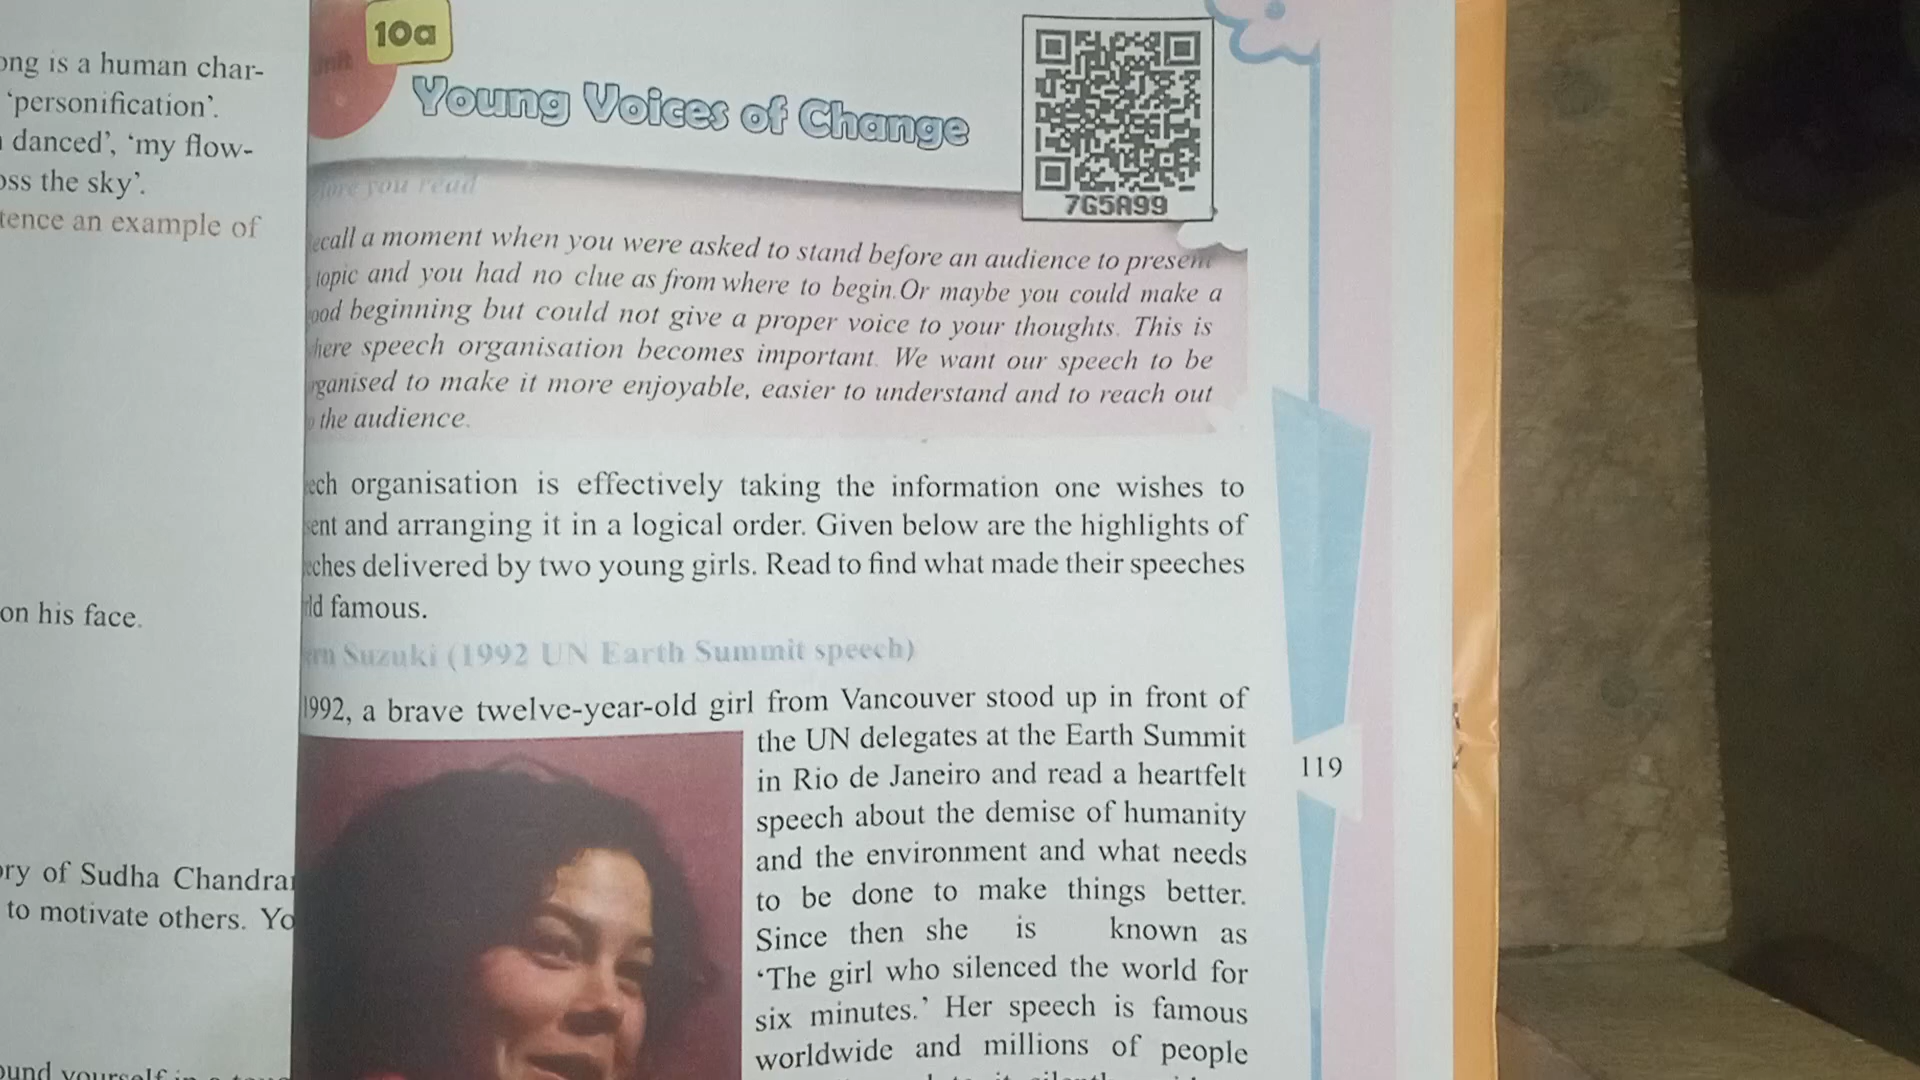 ong is a human char-
‘personification’.
danced’, ‘my flow-
oss the sky’.
tence an example of
on his face.
ory of Sudha Chandra
to motivate others. Yo
10a
Young Voices of Change
7G5A99
you read
ecall a moment when you were asked to stand before an audience to present
topic and you had no clue as from where to begin.Or maybe you could make a
ood beginning but could not give a proper voice to your thoughts. This is
here speech organisation becomes important. We want our speech to be
rganised to make it more enjoyable, easier to understand and to reach out
the audience.
ech organisation is effectively taking the information one wishes to
sent and arranging it in a logical order. Given below are the highlights of
eches delivered by two young girls. Read to find what made their speeches
rld famous.
Suzuki (1992 UN Earth Summit speech)
1992, a brave twelve-year-old girl from Vancouver stood up in front of
the UN delegates at the Earth Summit
in Rio de Janeiro and read a heartfelt
speech about the demise of humanity
and the environment and what needs
to be done to make things better.
Since then she is known as
‘The girl who silenced the world for
six minutes.’ Her speech is famous
worldwide and millions of people
119